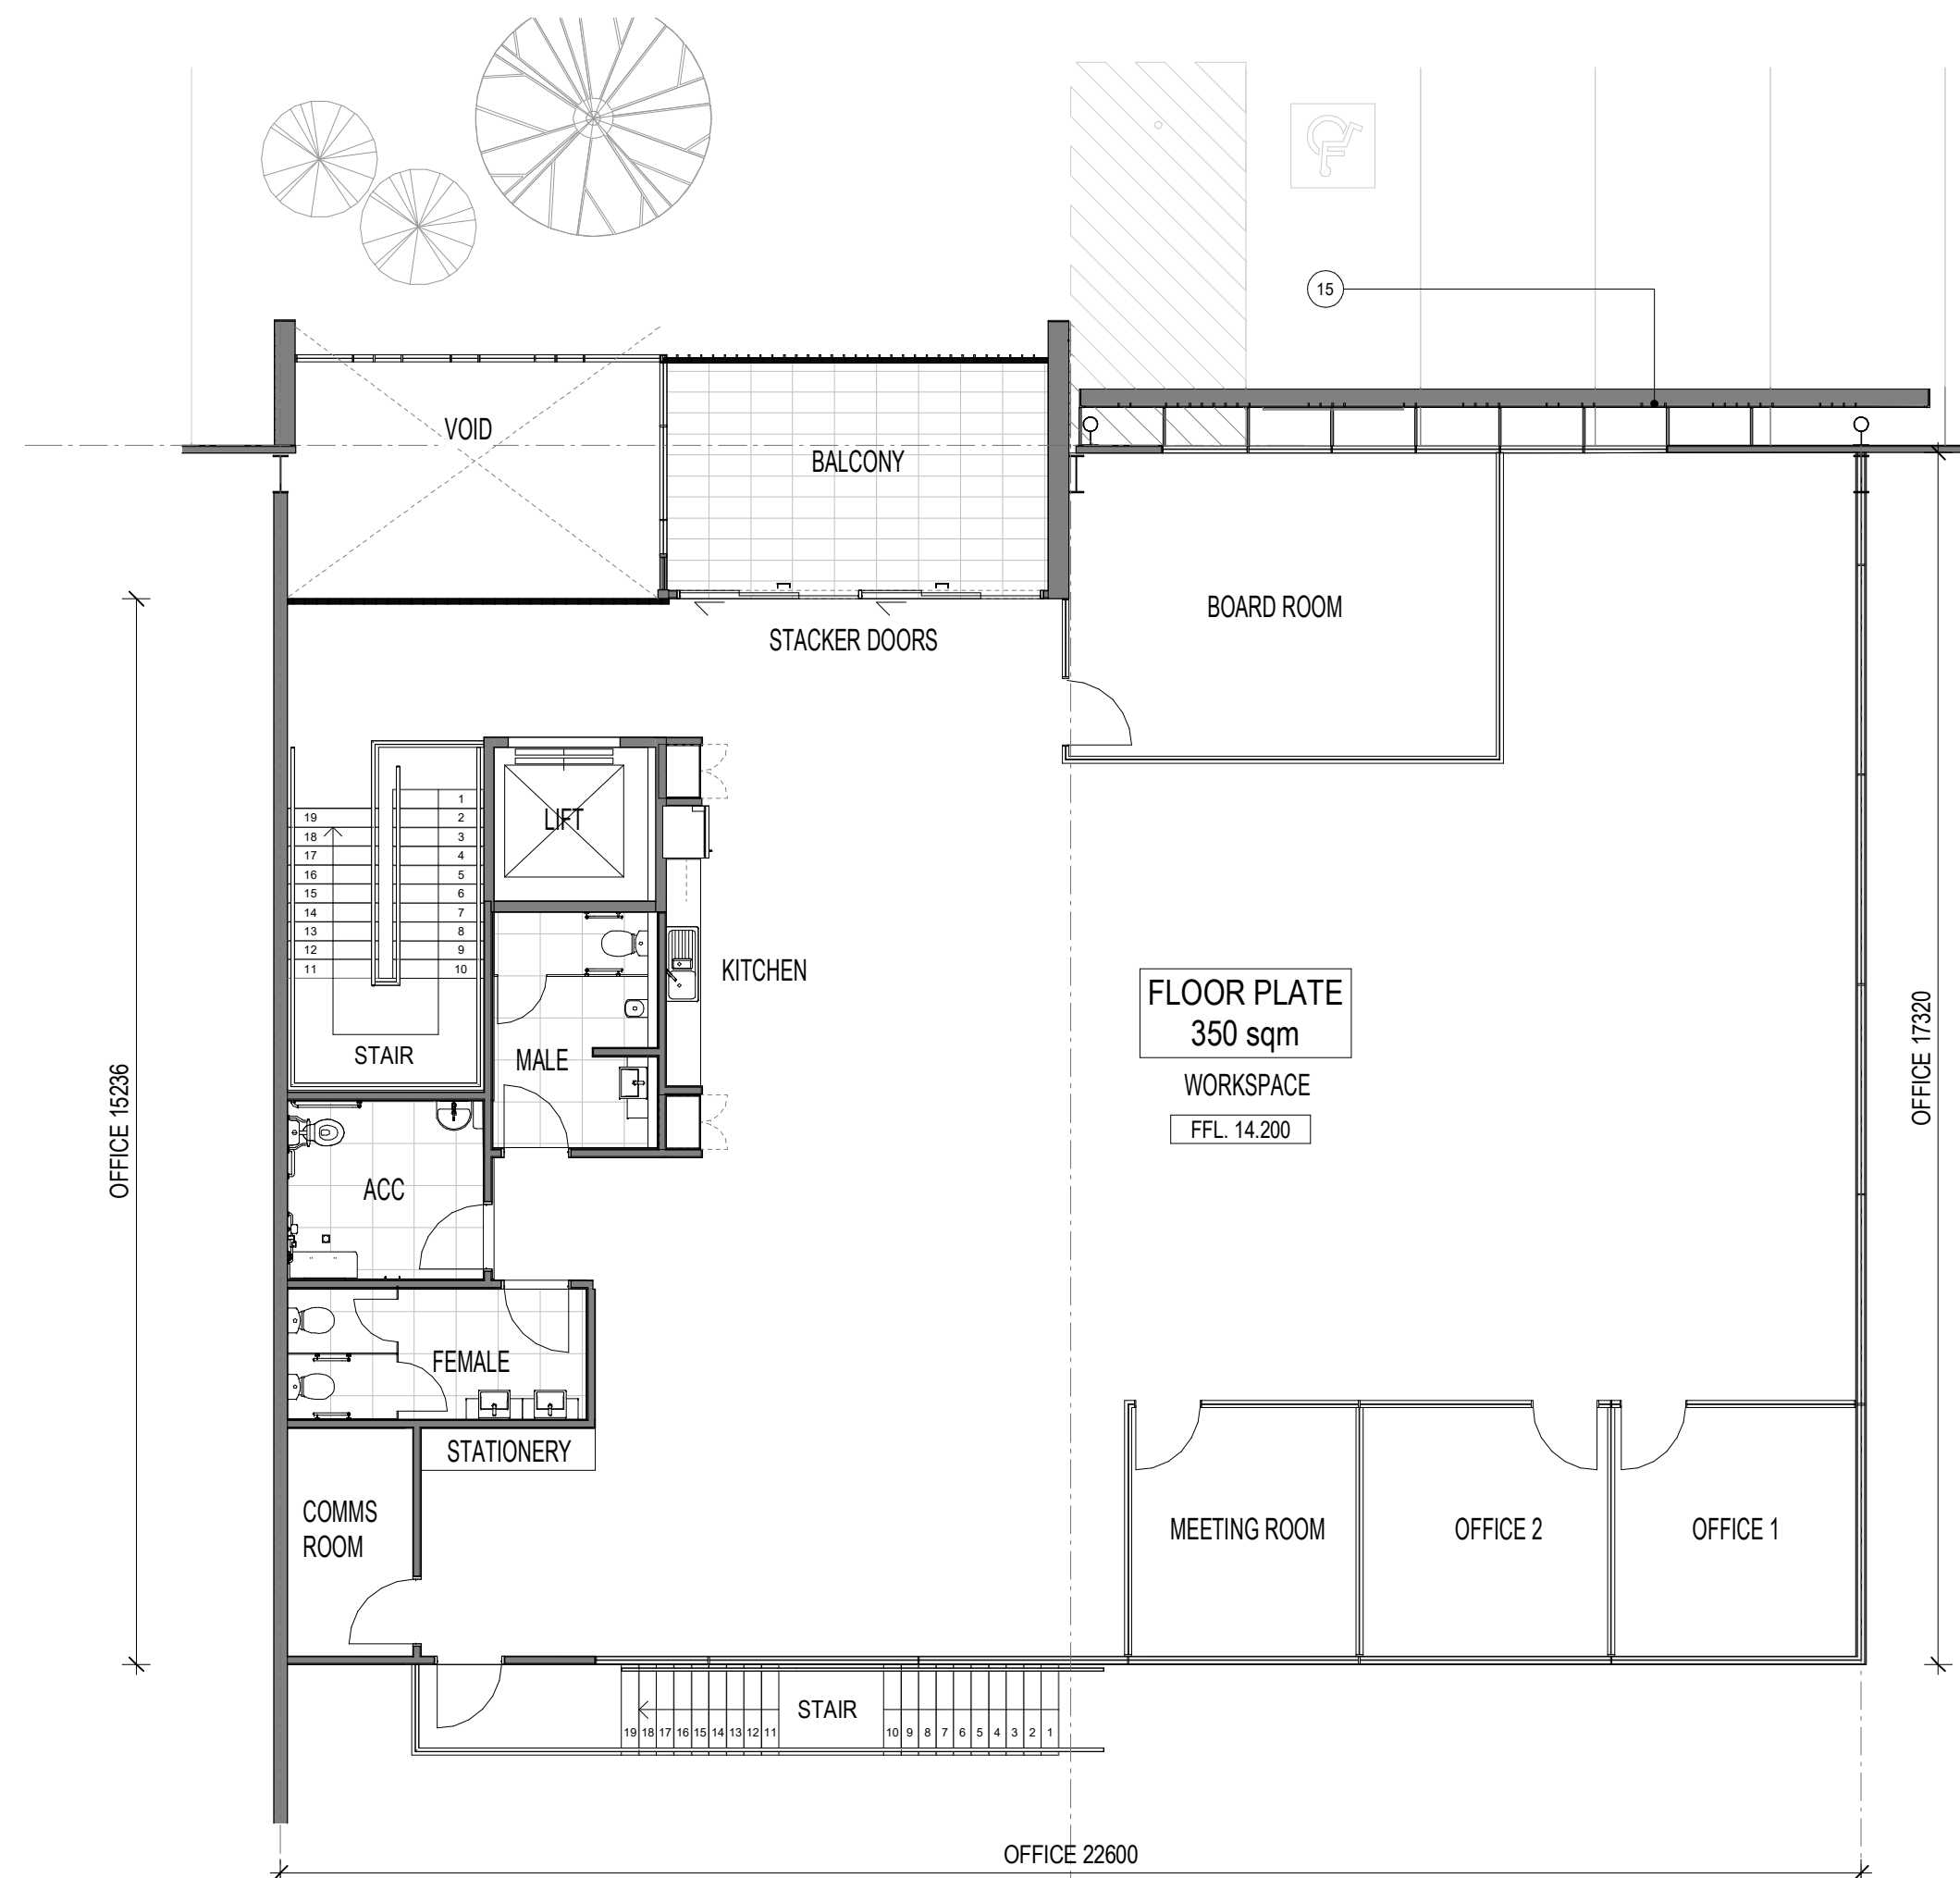 15
VOID
BALCONY
BOARD ROOM
STACKER DOORS
LIFT
1
19
2
18
3
17
4
16
5
15
6
14
7
13
8
12
9
11
10
STAIR
MALE
KITCHEN
FLOOR PLATE
350 sqm
WORKSPACE
FFL. 14.200
OFFICE 15236
OFFICE 17320
ACC
FEMALE
STATIONERY
COMMS
ROOM
MEETING ROOM
OFFICE 2
OFFICE 1
STAIR
19 18 17 16 15 14 13 12 11
10 9 8 7 6 5 4 3 2 1
OFFICE 22600